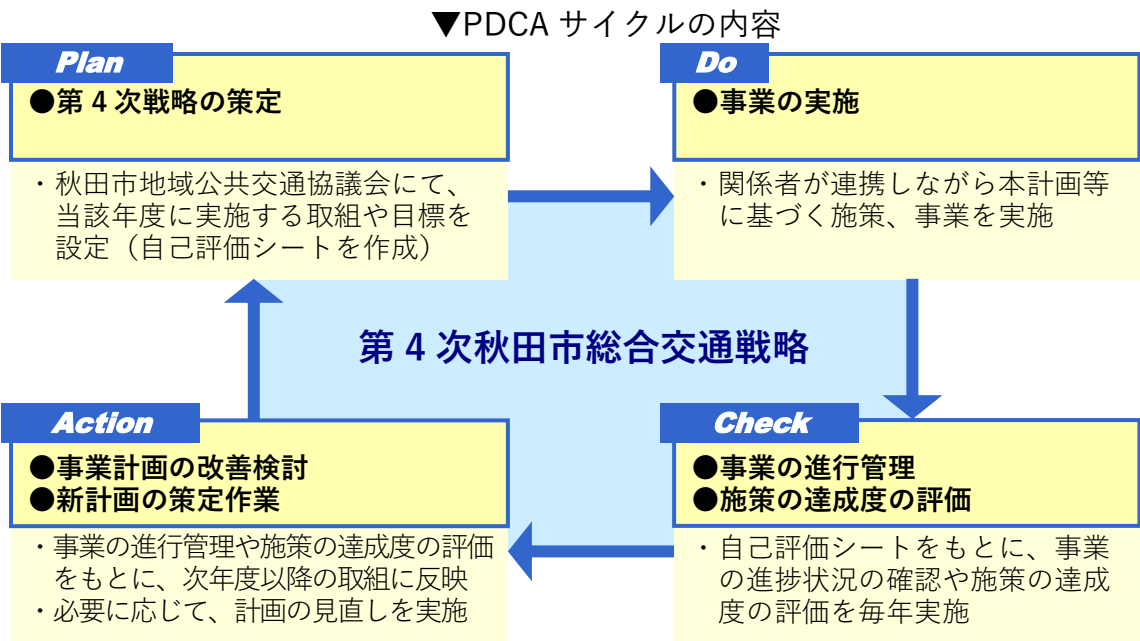 ▼PDCA サイクルの内容
Plan
●第 4 次戦略の策定
・秋田市地域公共交通協議会にて、
当該年度に実施する取組や目標を
設定（自己評価シートを作成）
Do
●事業の実施
・関係者が連携しながら本計画等
に基づく施策、事業を実施
第 4 次秋田市総合交通戦略
Action
●事業計画の改善検討
●新計画の策定作業
・事業の進行管理や施策の達成度の評価
をもとに、次年度以降の取組に反映
・必要に応じて、計画の見直しを実施
Check
●事業の進行管理
●施策の達成度の評価
・自己評価シートをもとに、事業
の進捗状況の確認や施策の達成
度の評価を毎年実施